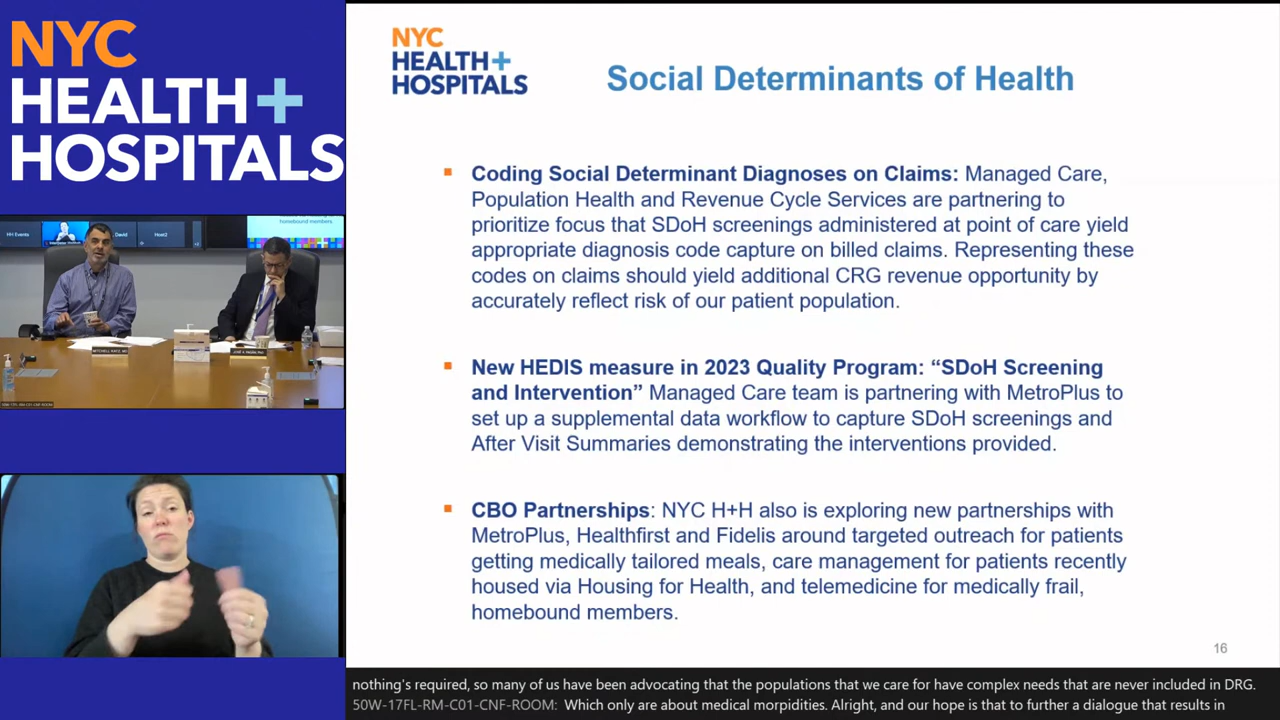 NYC
HEALTH+
HOSPITALS
HH Events
David
Host2
homebound members.
MITCHELL KATZ, MD
NYC
HEALTH+
HOSPITALS
Social Determinants of Health
Coding Social Determinant Diagnoses on Claims: Managed Care,
Population Health and Revenue Cycle Services are partnering to
prioritize focus that SDoH screenings administered at point of care yield
appropriate diagnosis code capture on billed claims. Representing these
codes on claims should yield additional CRG revenue opportunity by
accurately reflect risk of our patient population.
New HEDIS measure in 2023 Quality Program: “SDoH Screening
and Intervention” Managed Care team is partnering with MetroPlus to
set up a supplemental data workflow to capture SDoH screenings and
After Visit Summaries demonstrating the interventions provided.
CBO Partnerships: NYC H+H also is exploring new partnerships with
MetroPlus, Healthfirst and Fidelis around targeted outreach for patients
getting medically tailored meals, care management for patients recently
housed via Housing for Health, and telemedicine for medically frail,
homebound members.
16
nothing's required, so many of us have been advocating that the populations that we care for have complex needs that are never included in DRG.
50W-17FL-RM-C01-CNF-ROOM: Which only are about medical morpidities. Alright, and our hope is that to further a dialogue that results in